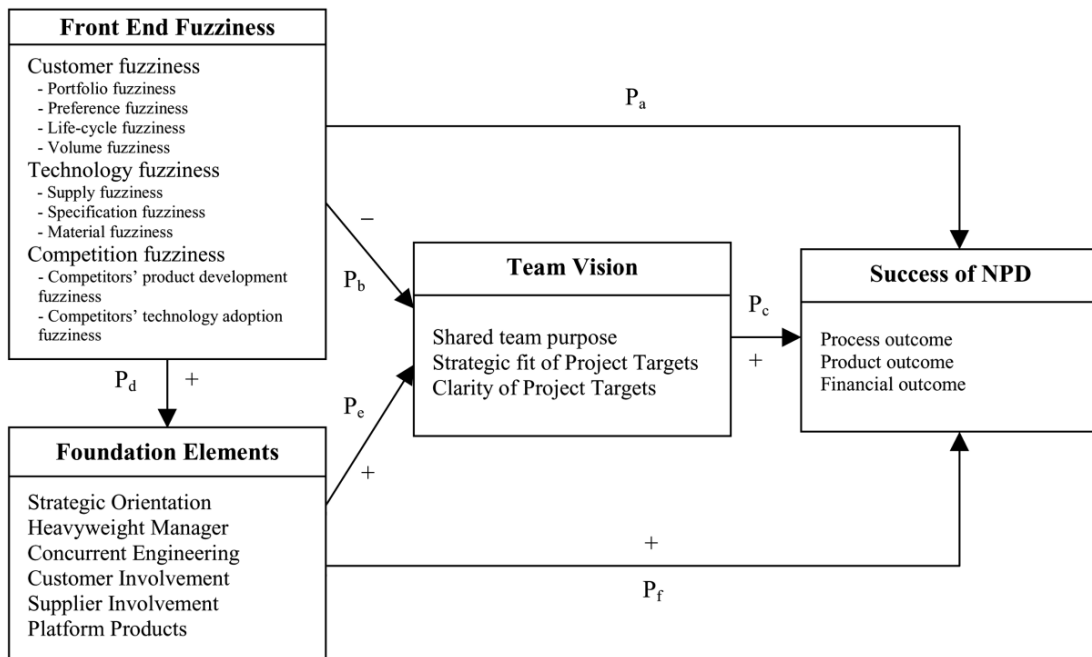 Front End Fuzziness
Customer fuzziness
- Portfolio fuzziness
- Preference fuzziness
- Life-cycle fuzziness
- Volume fuzziness
Technology fuzziness
- Supply fuzziness
- Specification fuzziness
- Material fuzziness
Competition fuzziness
- Competitors’ product development
fuzziness
- Competitors’ technology adoption
fuzziness
Pa
–
Pb
Team Vision
Shared team purpose
Strategic fit of Project Targets
Clarity of Project Targets
Pc
+
Success of NPD
Process outcome
Product outcome
Financial outcome
Pd +
Pe
+
Foundation Elements
Strategic Orientation
Heavyweight Manager
Concurrent Engineering
Customer Involvement
Supplier Involvement
Platform Products
+
Pf